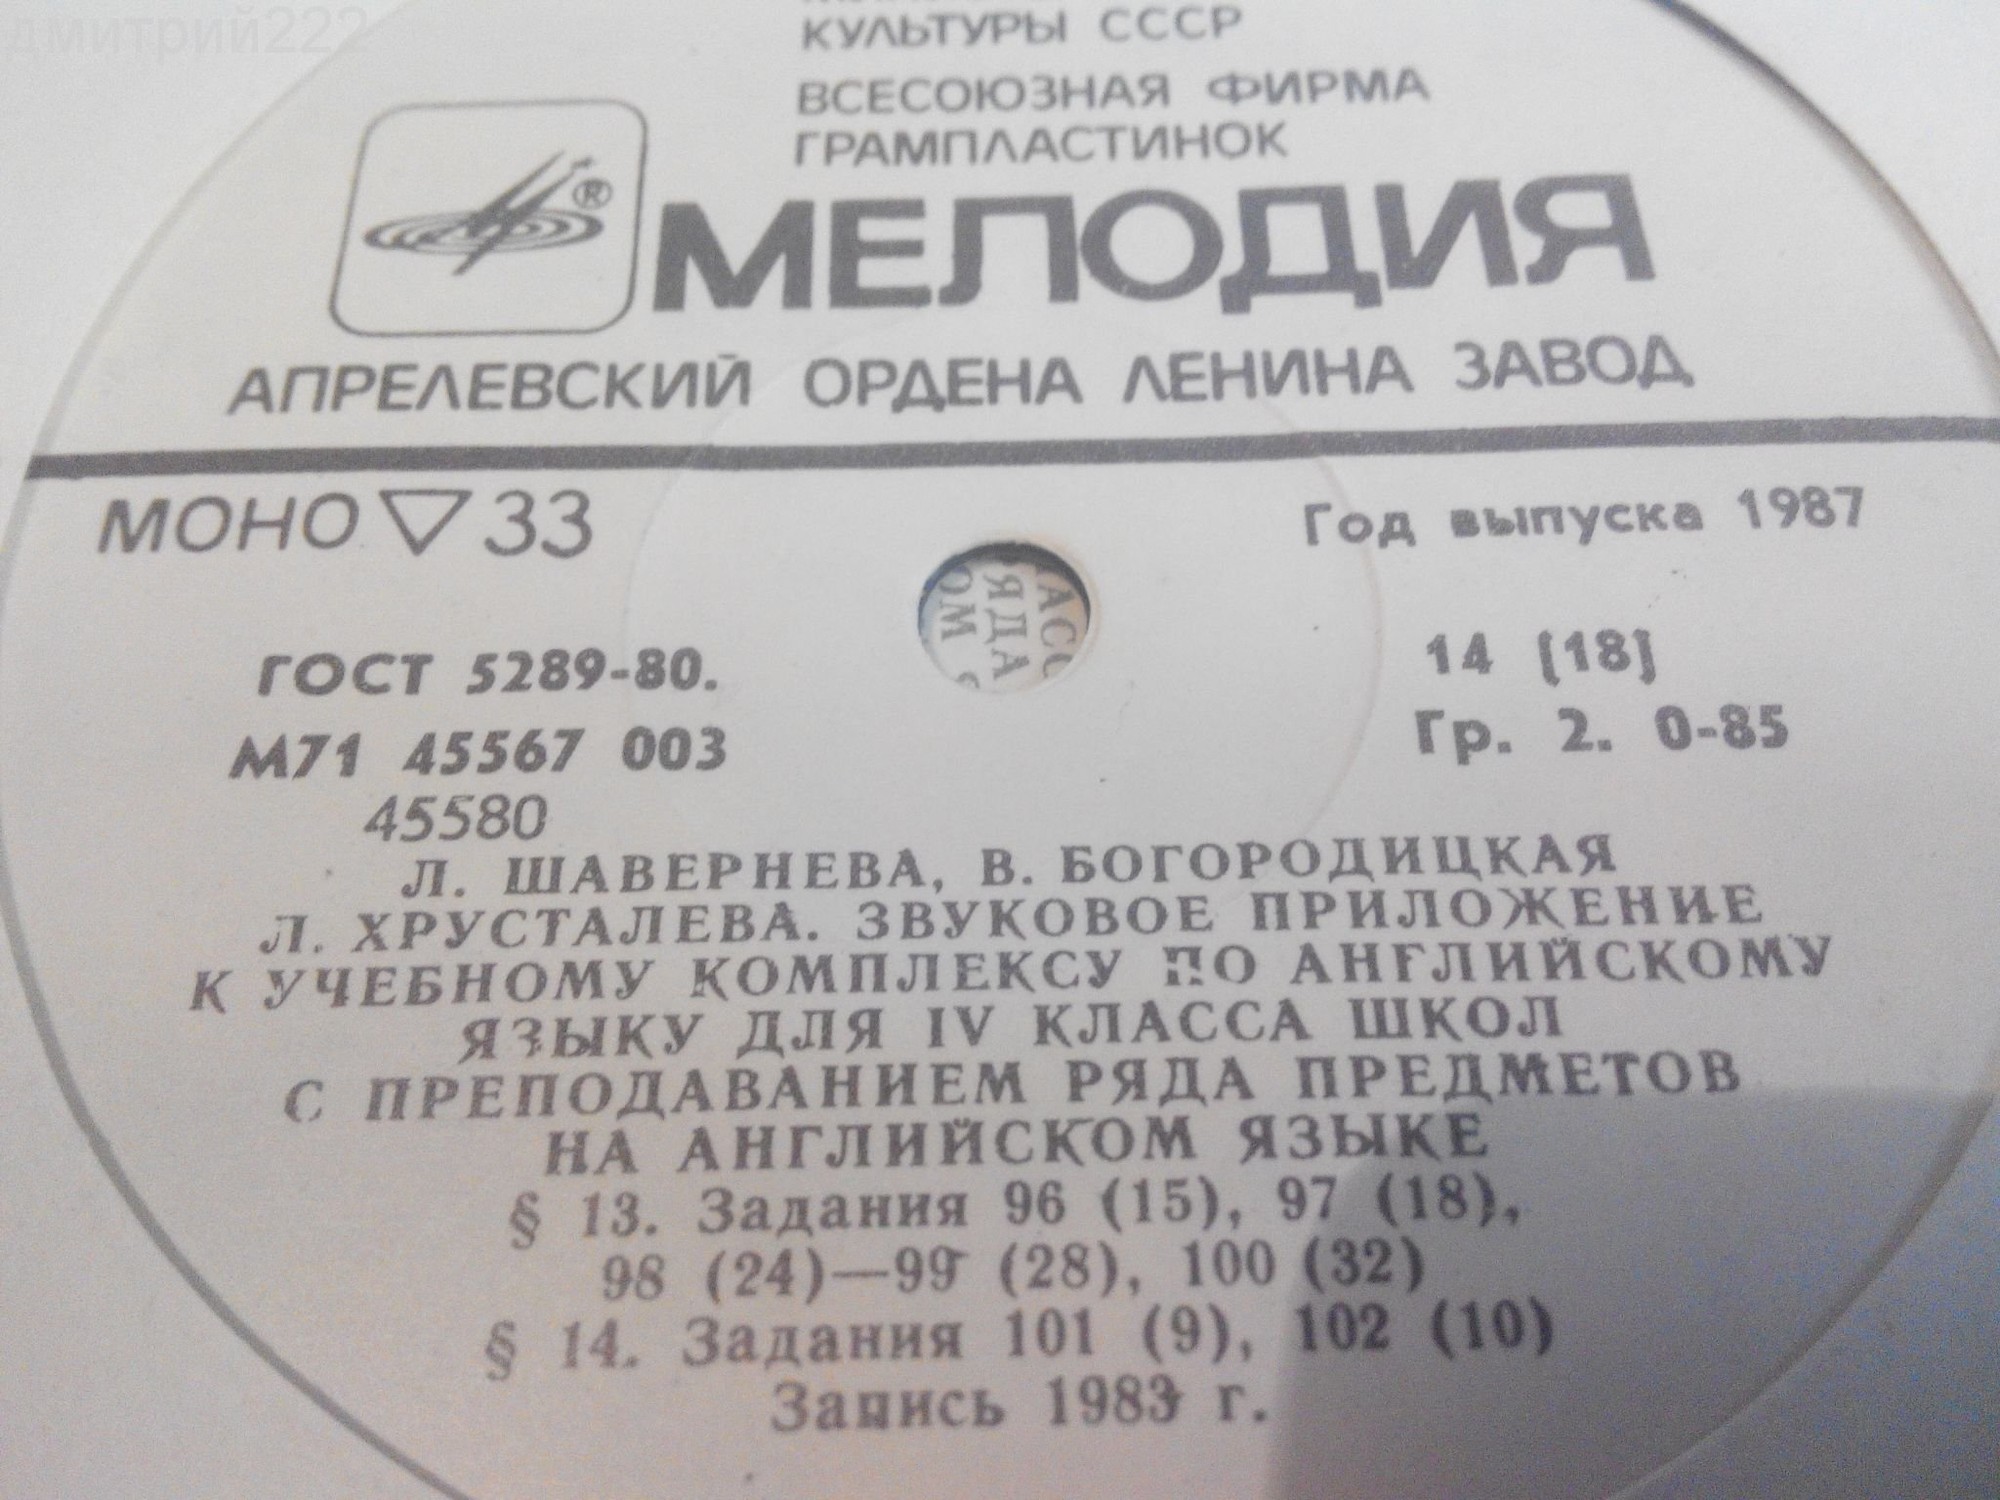 дмитрий222
КУЛЬТУРЫ СССР
ВСЕСОЮЗНАЯ ФИРМА
ГРАМПЛАСТИНОК
®
МЕЛОДИЯ
АПРЕЛЕВСКИЙ ОРДЕНА ЛЕНИНА ЗАВОД
МОНО ▽ 33
Год выпуска 1987
ГОСТ 5289-80.
14 [18]
М71 45567 003
Гр. 2. 0-85
45580
Л. ШАВЕРНЕВА, В. БОГОРОДИЦКАЯ
Л. ХРУСТАЛЕВА. ЗВУКОВОЕ ПРИЛОЖЕНИЕ
К УЧЕБНОМУ КОМПЛЕКСУ ПО АНГЛИЙСКОМУ
ЯЗЫКУ ДЛЯ IV КЛАССА ШКОЛ
С ПРЕПОДАВАНИЕМ РЯДА ПРЕДМЕТОВ
НА АНГЛИЙСКОМ ЯЗЫКЕ
§ 13. Задания 96 (15), 97 (18),
98 (24)—99 (28), 100 (32)
§ 14. Задания 101 (9), 102 (10)
Запись 1983 г.